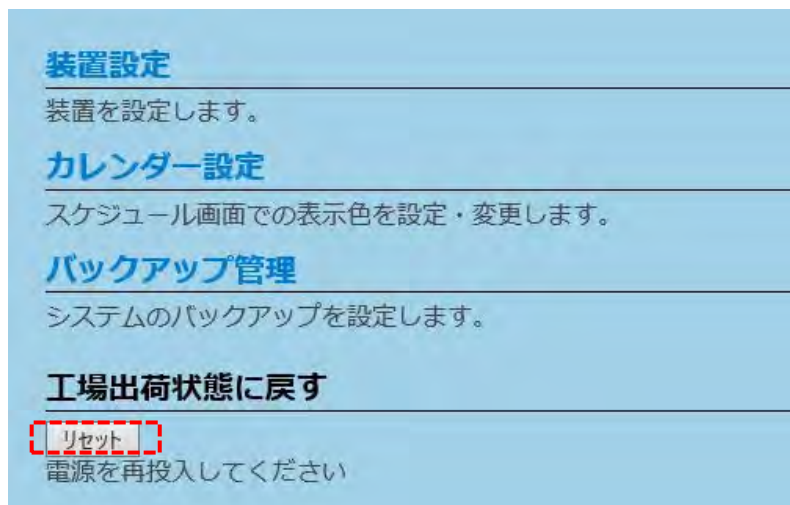 装置設定
装置を設定します。
カレンダー設定
スケジュール画面での表示色を設定・変更します。
バックアップ管理
システムのバックアップを設定します。
工場出荷状態に戻す
リセット
電源を再投入してください